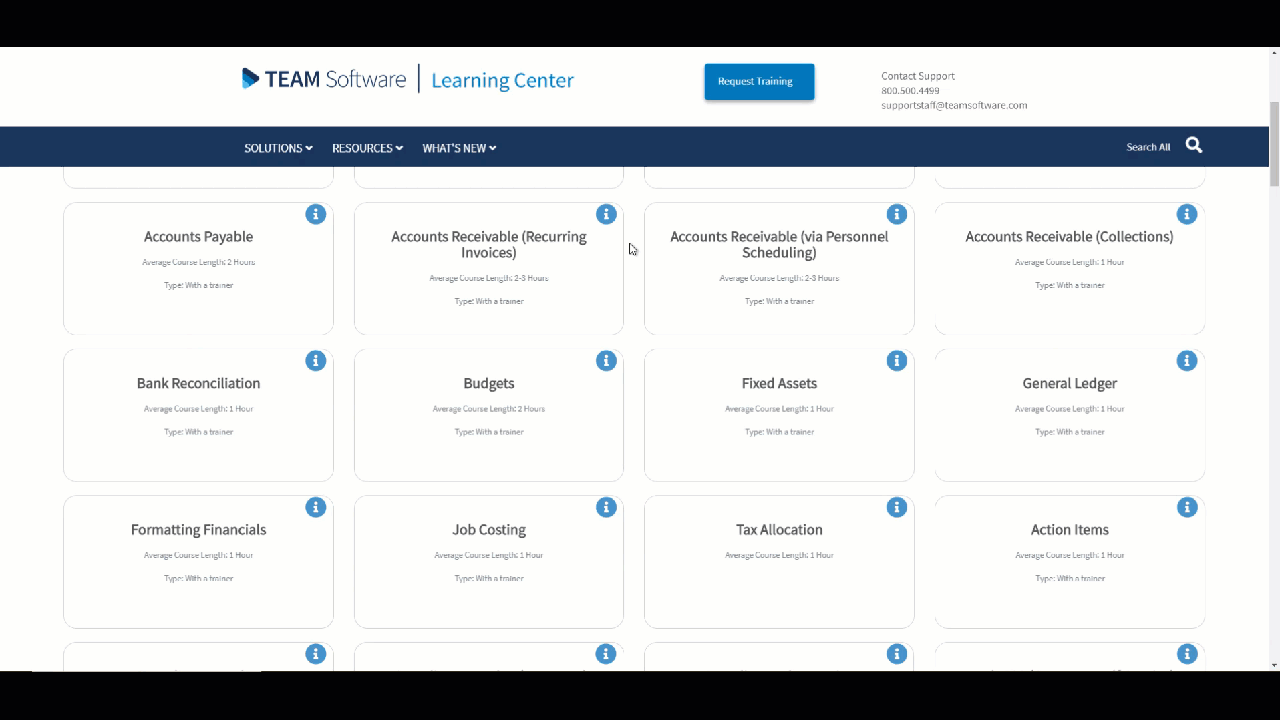 TEAM Software | Learning Center
Request Training
Contact Support
800.500.4499
supportstaff@teamsoftware.com
SOLUTIONS
RESOURCES
WHAT'S NEW
Search All
Accounts Payable
Average Course Length: 2 Hours
Type: With a trainer
Accounts Receivable (Recurring
Invoices)
Average Course Length: 2-3 Hours
Type: With a trainer
Accounts Receivable (via Personnel
Scheduling)
Average Course Length: 2-3 Hours
Type: With a trainer
Accounts Receivable (Collections)
Average Course Length: 1 Hour
Type: With a trainer
Bank Reconciliation
Average Course Length: 1 Hour
Type: With a trainer
Budgets
Average Course Length: 2 Hours
Type: With a trainer
Fixed Assets
Average Course Length: 1 Hour
Type: With a trainer
General Ledger
Average Course Length: 1 Hour
Type: With a trainer
Formatting Financials
Average Course Length: 1 Hour
Type: With a trainer
Job Costing
Average Course Length: 1 Hour
Type: With a trainer
Tax Allocation
Average Course Length: 1 Hour
Action Items
Average Course Length: 1 Hour
Type: With a trainer